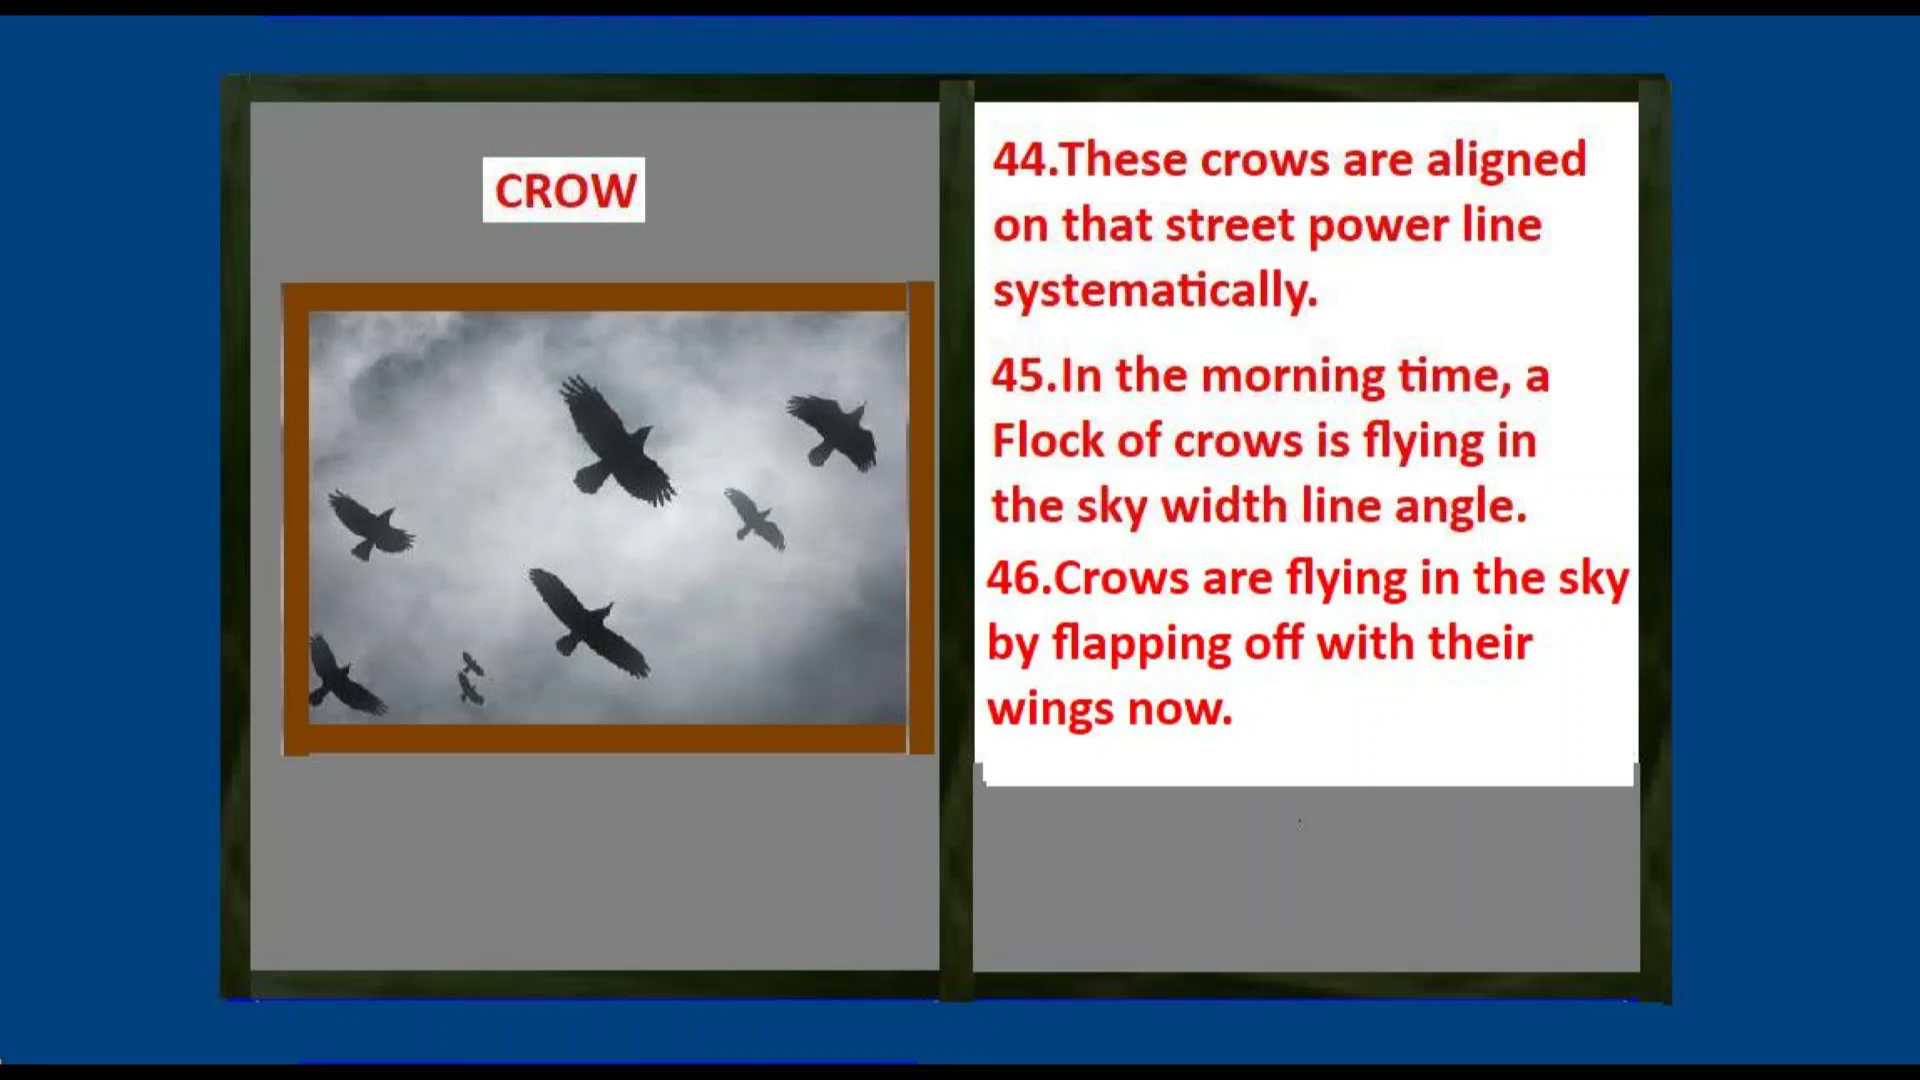 CROW
44.These crows are aligned
on that street power line
systematically.
45.In the morning time, a
Flock of crows is flying in
the sky width line angle.
46.Crows are flying in the sky
by flapping off with their
wings now.